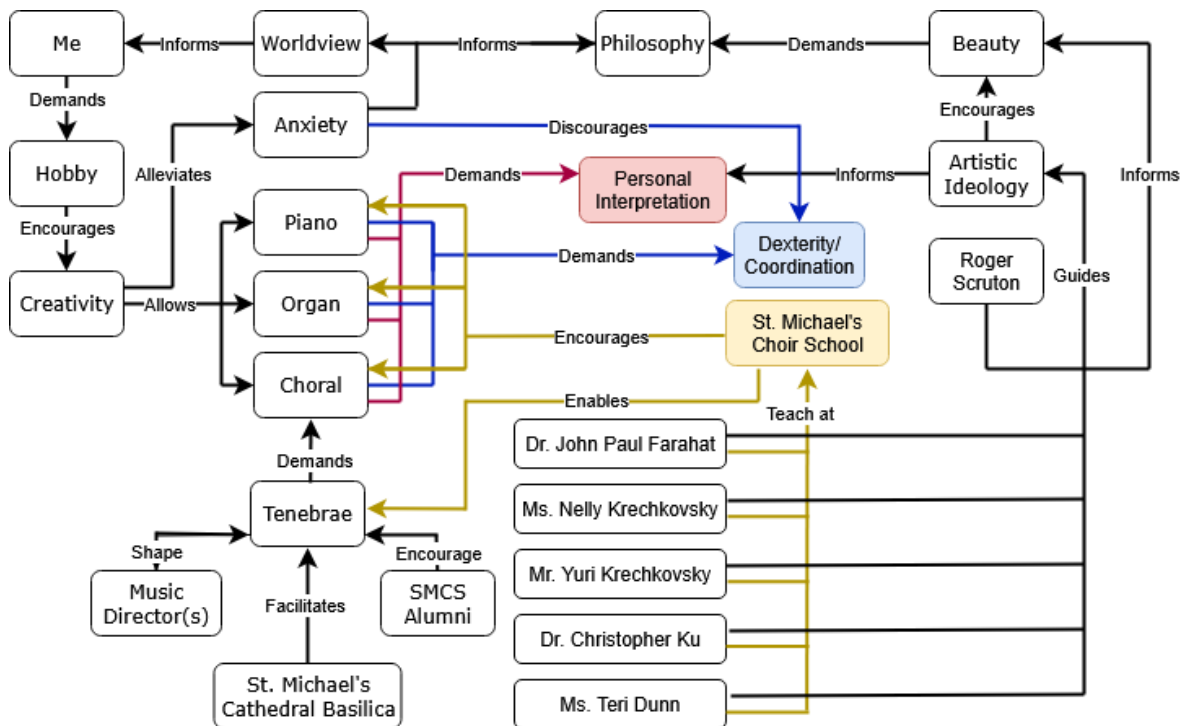 Me
Informs
Worldview
Informs
Philosophy
Demands
Beauty
Demands
Anxiety
Discourages
Encourages
Hobby
Alleviates
Demands
Personal
Interpretation
Informs
Artistic
Ideology
Informs
Encourages
Piano
Demands
Dexterity/
Coordination
Roger
Scruton
Guides
Creativity
Allows
Organ
Encourages
St. Michael's
Choir School
Choral
Enables
Teach at
Demands
Dr. John Paul Farahat
Tenebrae
Ms. Nelly Krechkovsky
Shape
Encourage
Music
Director(s)
Facilitates
SMCS
Alumni
Mr. Yuri Krechkovsky
Dr. Christopher Ku
St. Michael's
Cathedral Basilica
Ms. Teri Dunn